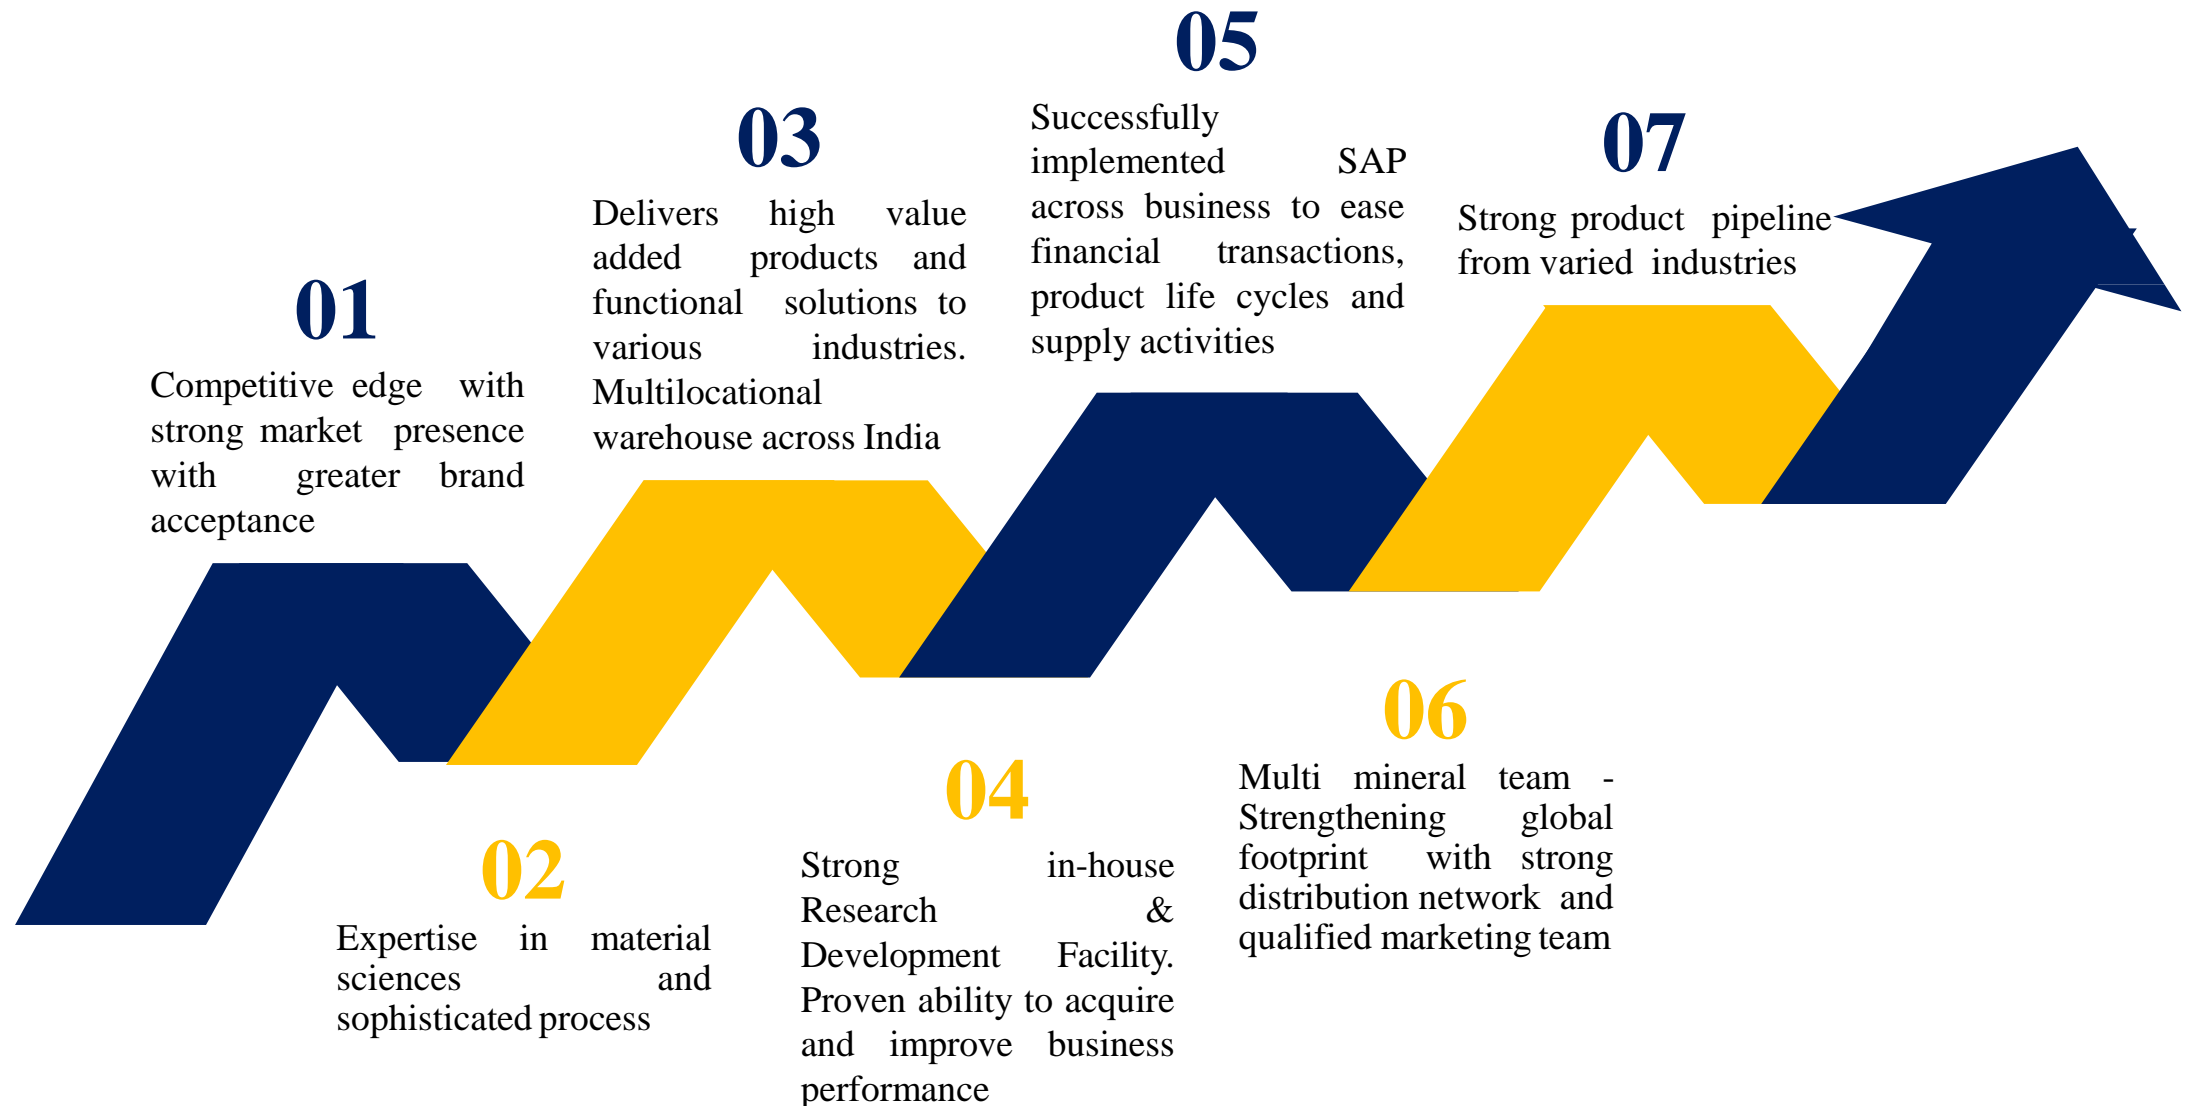 01
Competitive edge with
strong market presence
with greater brand
acceptance
02
Expertise in material
sciences and
sophisticated process
03
Delivers high value
added products and
functional solutions to
various industries.
Multilocational
warehouse across India
04
Strong in-house
Research &
Development Facility.
Proven ability to acquire
and improve business
performance
05
Successfully
implemented SAP
across business to ease
financial transactions,
product life cycles and
supply activities
06
Multi mineral team -
Strengthening global
footprint with strong
distribution network and
qualified marketing team
07
Strong product pipeline
from varied industries